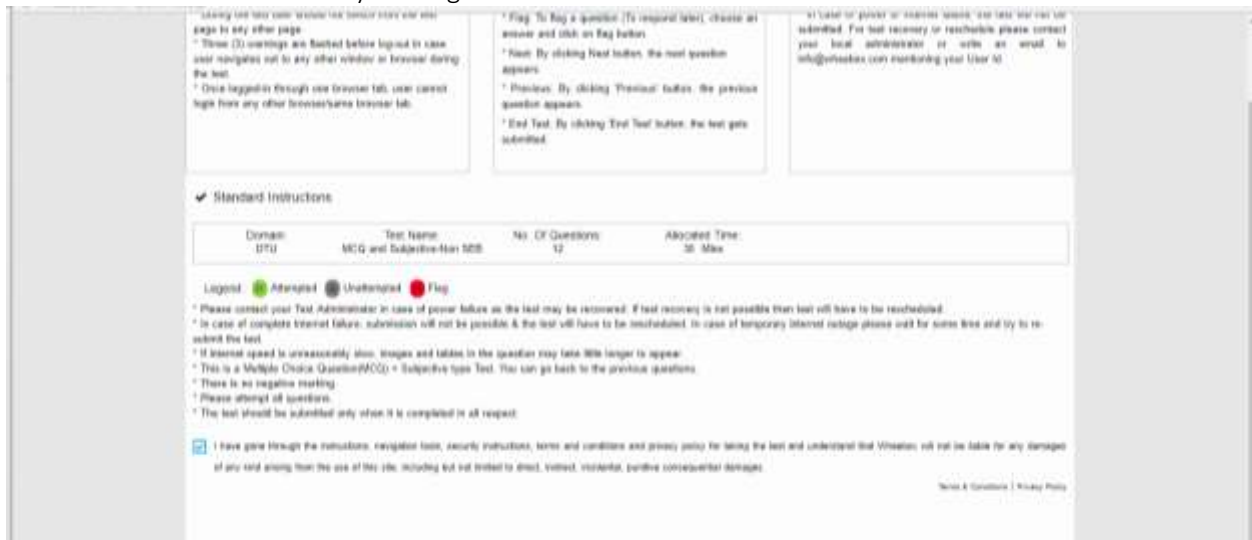 page to any other page.
* Three (3) warnings are flashed before log-out in case
user navigates out to any other window or browser during
the test.
* Once logged-in through one browser tab, user cannot
login from any other browser/same browser tab.
* Flag: To flag a question (To respond later), choose an
answer and click on flag button.
* Next: By clicking Next button, the next question
appears.
* Previous: By clicking 'Previous' button, the previous
question appears.
* End Test: By clicking 'End Test' button, the test gets
submitted.
submitted. For test recovery or reschedule please contact
your local administrator or write an email to
info@wheebox.com mentioning your User Id.
✔ Standard Instructions
Domain: Test Name: No. Of Questions: Allocated Time:
DTU MCQ and Subjective-Non SEB 12 Mins
Legend: Attempted Unattempted Flag
* Please contact your Test Administrator in case of power failure as the test may be recovered. If test recovery is not possible then test will have to be rescheduled.
* In case of complete Internet failure, submission will not be possible & the test will have to be rescheduled. In case of temporary Internet outage please wait for some time and try to re-
submit the test.
* If Internet speed is unreasonably slow, images and tables in the question may take little longer to appear.
* This is a Multiple Choice Question(MCQ) + Subjective type Test. You can go back to the previous questions.
* There is no negative marking.
* Please attempt all questions.
* The test should be submitted only when it is completed in all respect.
I have gone through the instructions, navigation tools, security instructions, terms and conditions and privacy policy for taking the test and understand that Wheebox will not be liable for any damages
of any kind arising from the use of this site, including but not limited to direct, indirect, incidental, punitive consequential damages.
Terms & Conditions | Privacy Policy